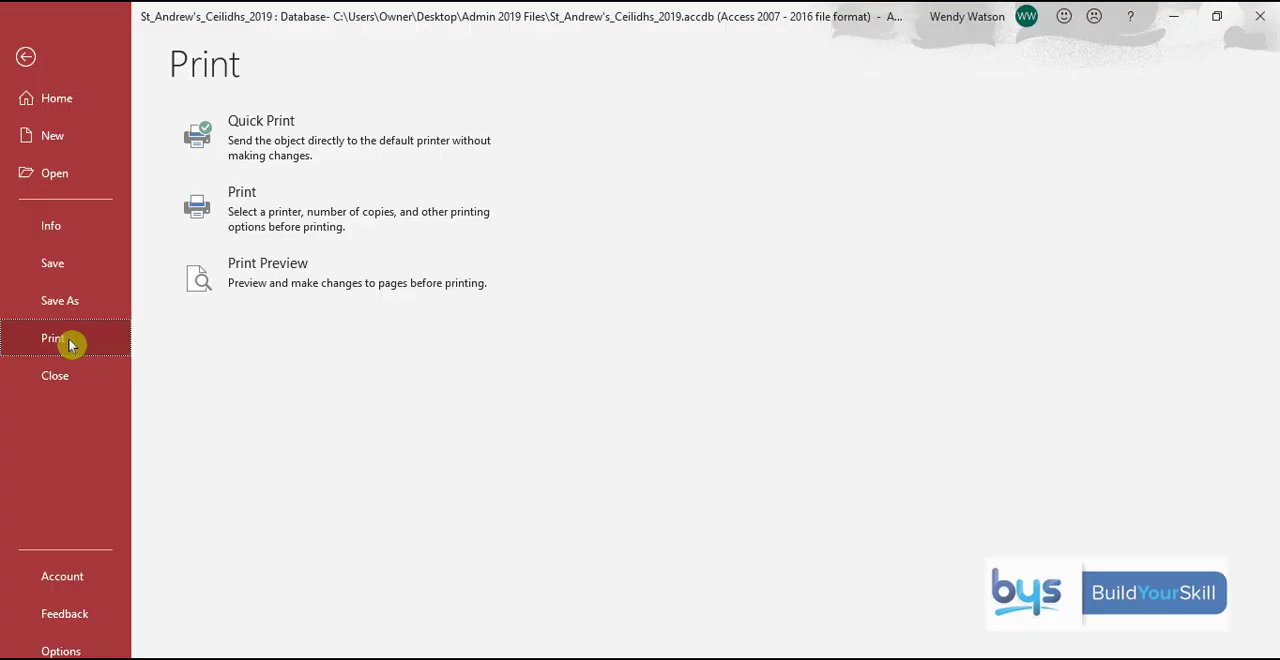 St_Andrew's_Ceilidhs_2019 : Database- C:\Users\Owner\Desktop\Admin 2019 Files\St_Andrew's_Ceilidhs_2019.accdb (Access 2007 - 2016 file format) - A...
Wendy Watson
WW
?
Print
Home
New
Open
Info
Save
Save As
Print
Close
Account
Feedback
Options
Quick Print
Send the object directly to the default printer without
making changes.
Print
Select a printer, number of copies, and other printing
options before printing.
Print Preview
Preview and make changes to pages before printing.
bys
BuildYourSkill